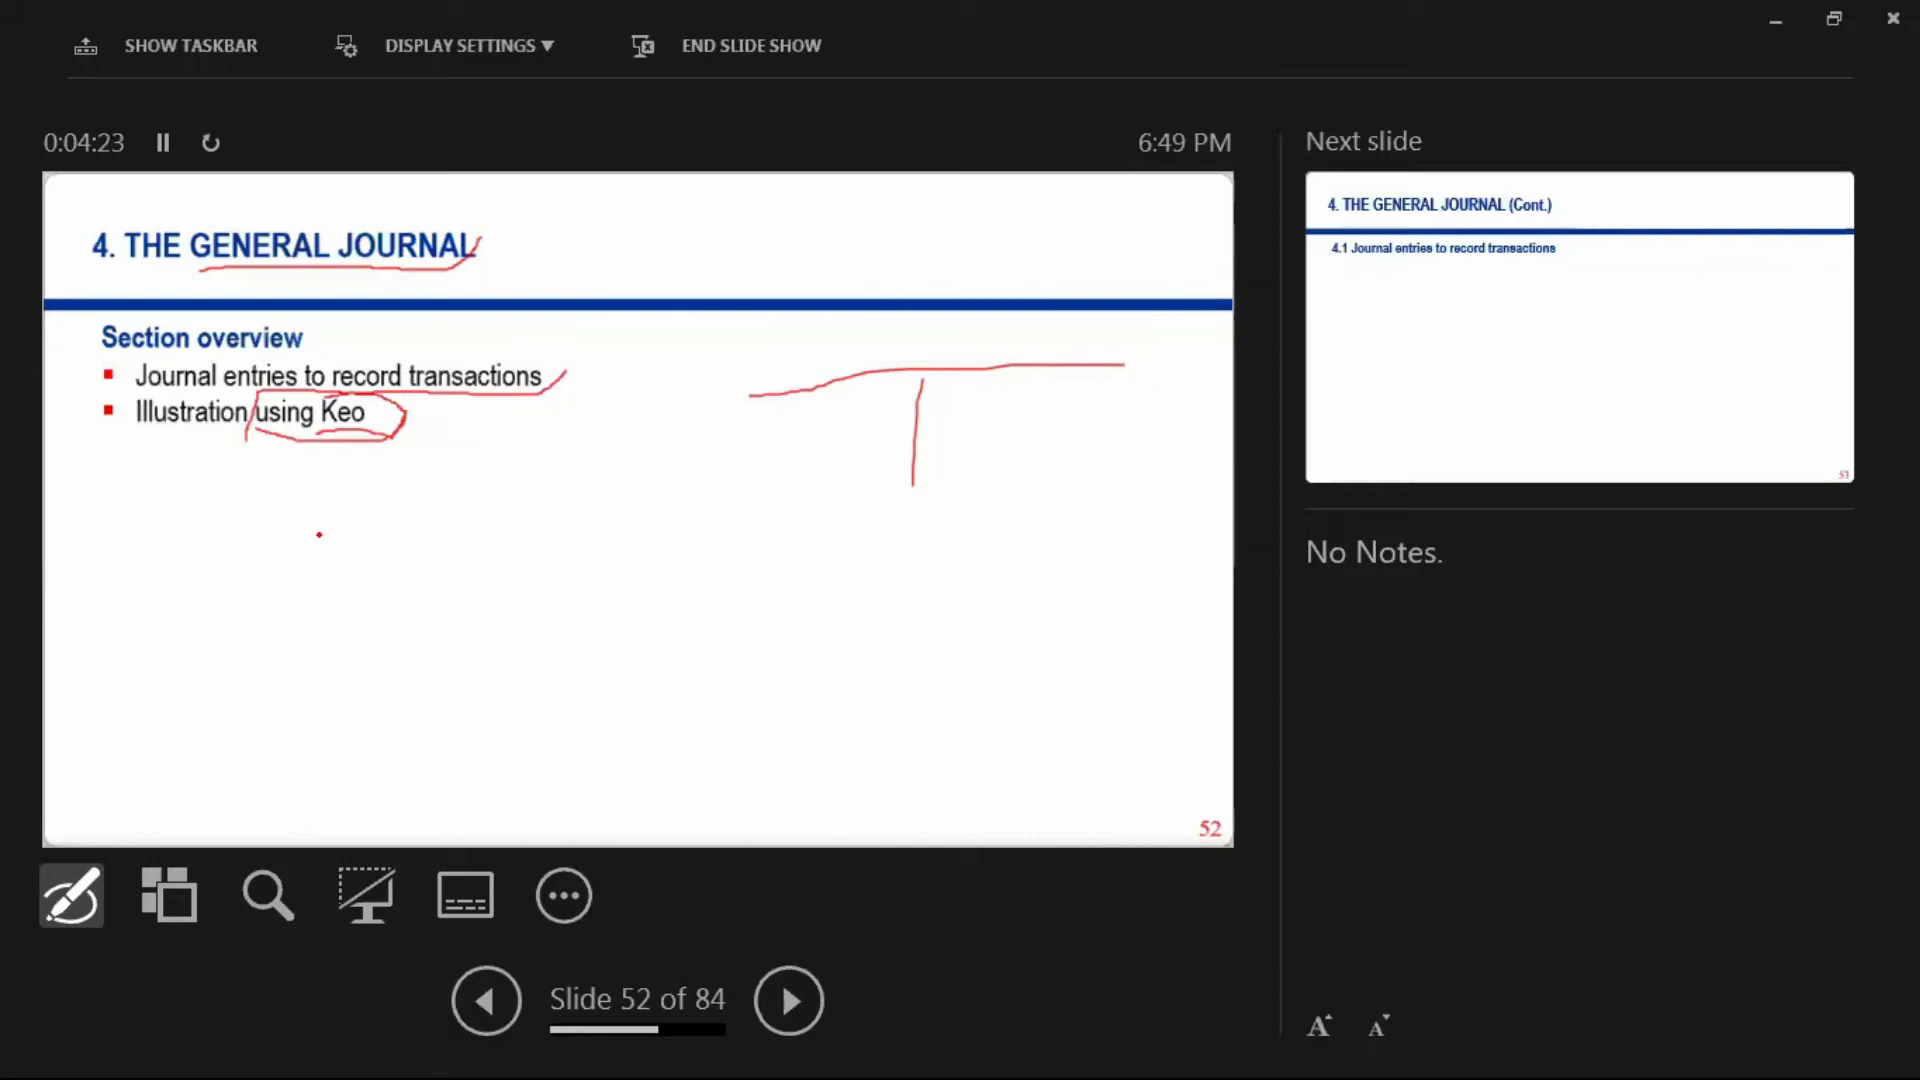 SHOW TASKBAR DISPLAY SETTINGS ▼ END SLIDE SHOW
0:04:23 6:49 PM
4. THE GENERAL JOURNAL
Section overview
▪ Journal entries to record transactions
▪ Illustration using Keo
52
Next slide
4. THE GENERAL JOURNAL (Cont.)
4.1 Journal entries to record transactions
53
No Notes.
Slide 52 of 84
A A